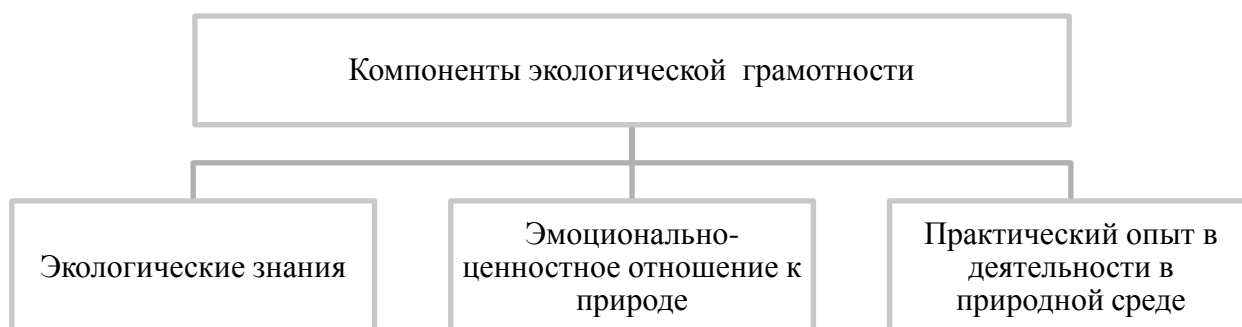 Компоненты экологической грамотности
Экологические знания
Эмоционально-
ценностное отношение к
природе
Практический опыт в
деятельности в
природной среде